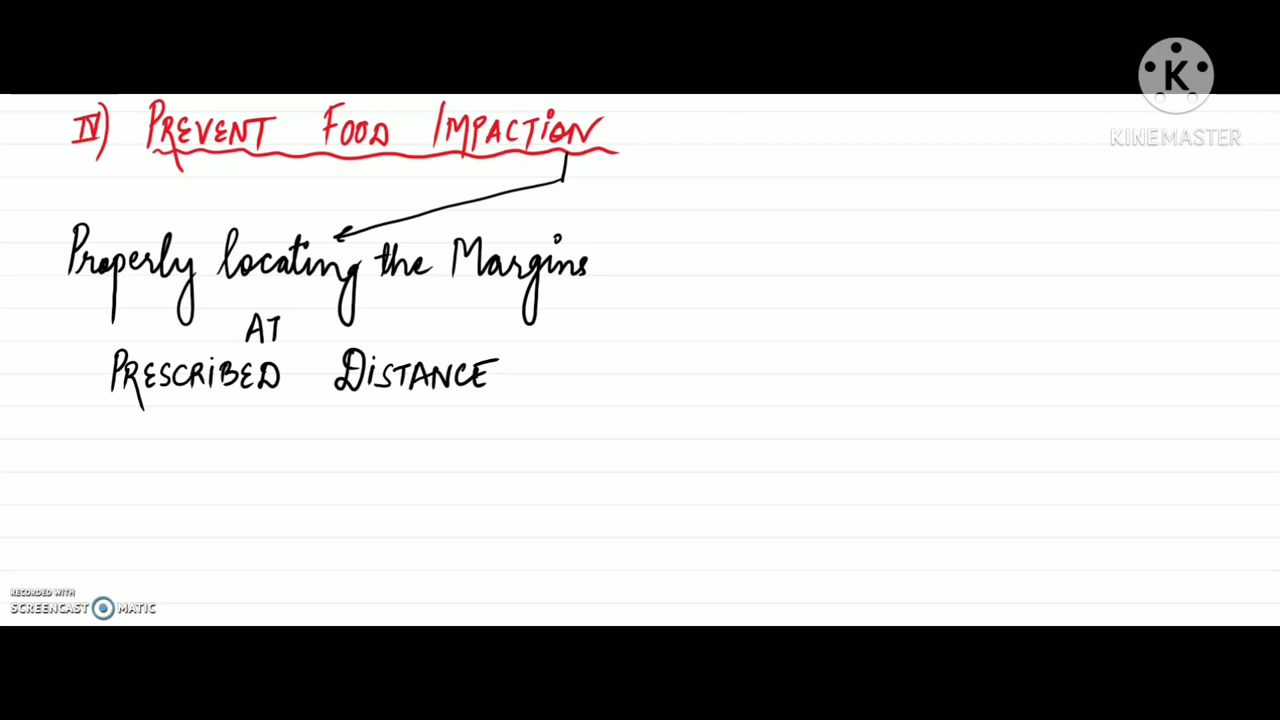 K
KINEMASTER
IV) PREVENT FOOD IMPACTION
Properly locating the Margins
AT
PRESCRIBED DISTANCE
RECORDED WITH
SCREENCAST MATIC